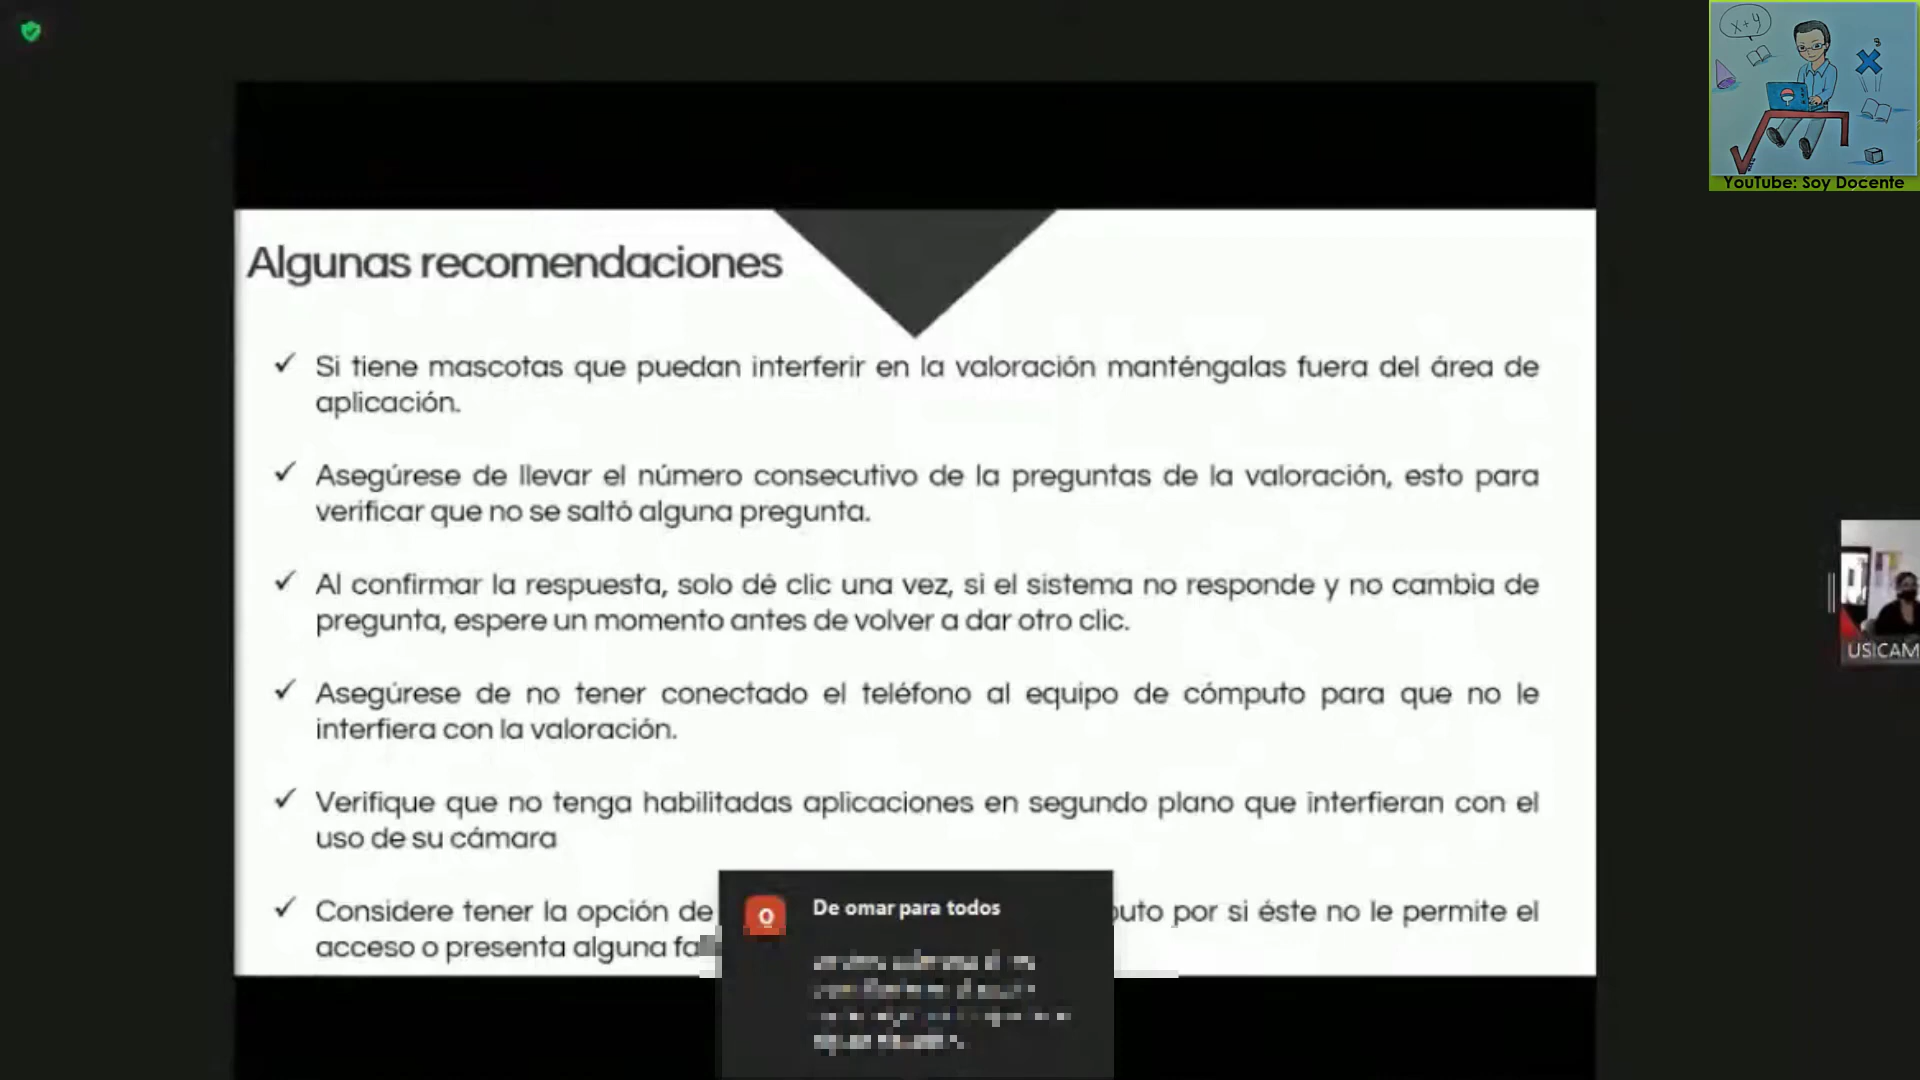 x+y
3
YouTube: Soy Docente
Algunas recomendaciones
✓ Si tiene mascotas que puedan interferir en la valoración manténgalas fuera del área de
aplicación.
✓ Asegúrese de llevar el número consecutivo de la preguntas de la valoración, esto para
verificar que no se saltó alguna pregunta.
✓ Al confirmar la respuesta, solo dé clic una vez, si el sistema no responde y no cambia de
pregunta, espere un momento antes de volver a dar otro clic.
✓ Asegúrese de no tener conectado el teléfono al equipo de cómputo para que no le
interfiera con la valoración.
✓ Verifique que no tenga habilitadas aplicaciones en segundo plano que interfieran con el
uso de su cámara
✓ Considere tener la opción de por si éste no le permite el
acceso o presenta alguna
O
De omar para todos
USICAM